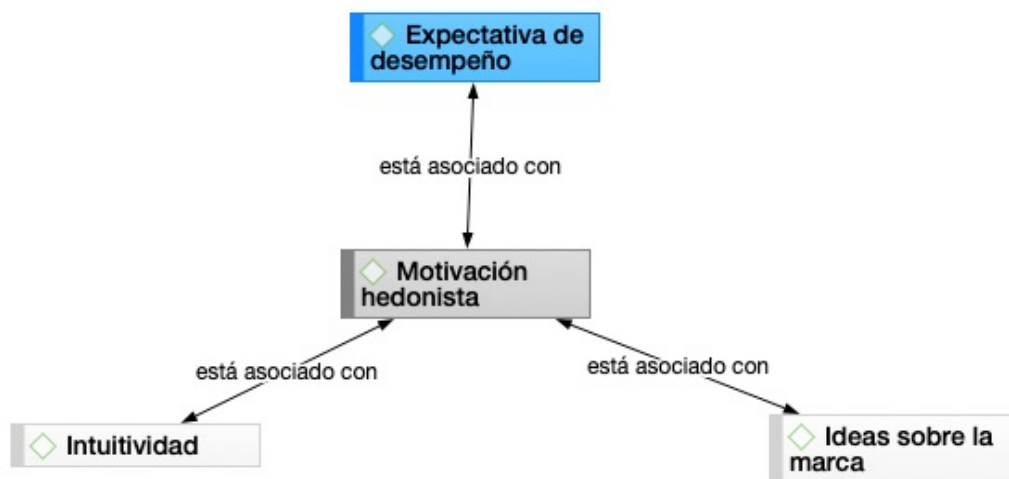 Expectativa de
desempeño
está asociado con
Motivación
hedonista
está asociado con
está asociado con
Intuitividad
Ideas sobre la
marca